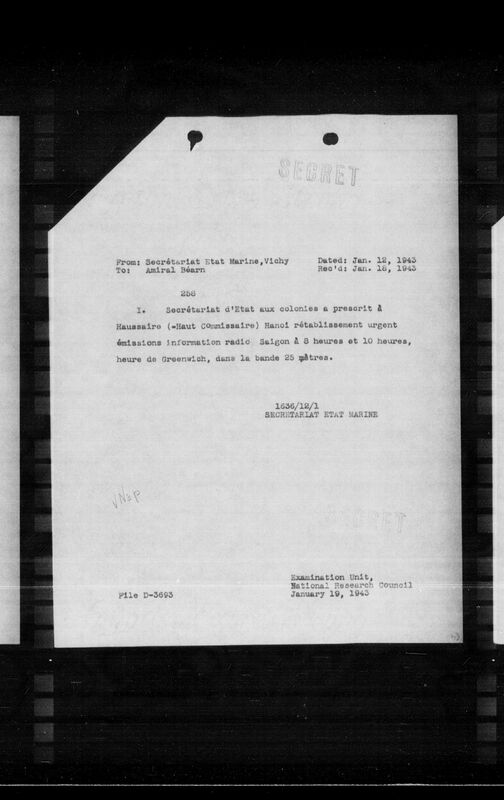 SECRET
From: Secrétariat Etat Marine,Vichy Dated: Jan. 12, 1943
To: Amiral Béarn Rec'd: Jan. 18, 1943
258
I. Secrétariat d'Etat aux colonies a prescrit à
Haussaire (=Haut Commissaire) Hanoi rétablissement urgent
émissions information radio Saigon à 8 heures et 10 heures,
heure de Greenwich, dans la bande 25 mètres.
1636/12/1
SECRETARIAT ETAT MARINE
SECRET
Examination Unit,
National Research Council
File D-3693 January 19, 1943